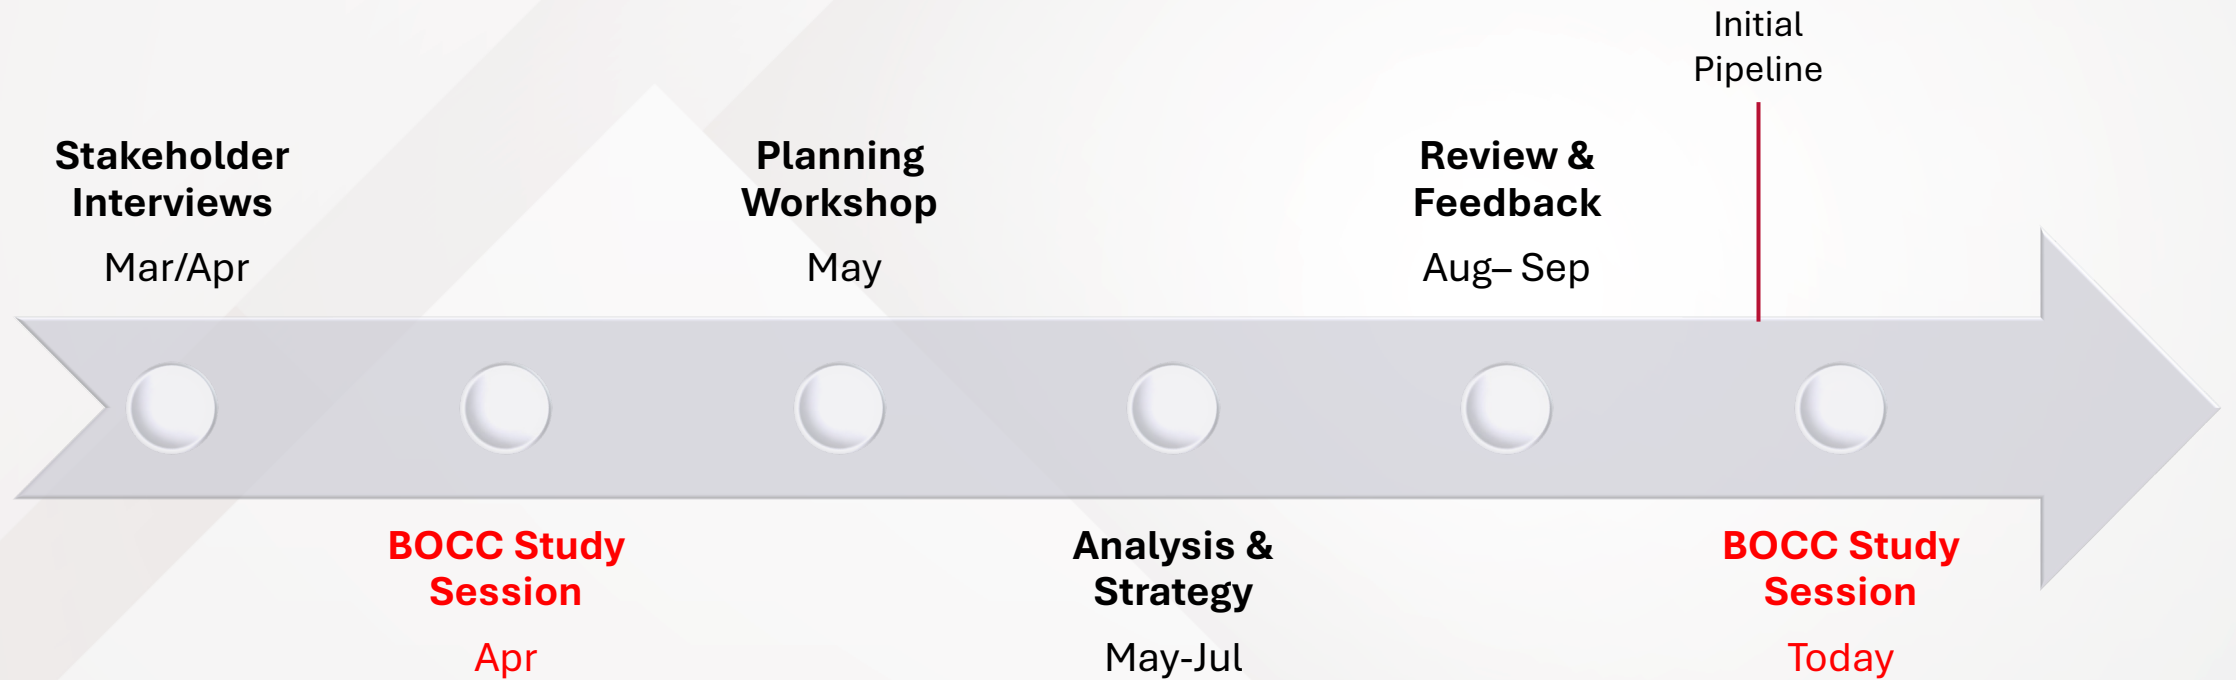 Initial
Pipeline
Stakeholder
Interviews
Mar/Apr
Planning
Workshop
May
Review &
Feedback
Aug– Sep
BOCC Study
Session
Apr
Analysis &
Strategy
May-Jul
BOCC Study
Session
Today